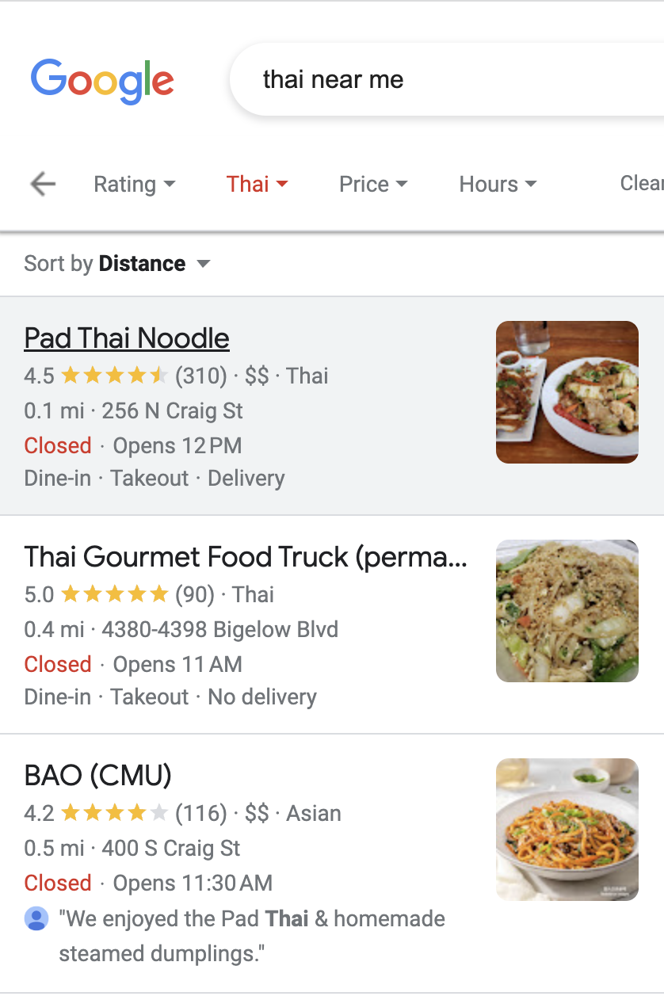 Google
thai near me
Rating
Thai
Price
Hours
Clear
Sort by Distance
Pad Thai Noodle
4.5 (310) · $$ · Thai
0.1 mi · 256 N Craig St
Closed · Opens 12 PM
Dine-in · Takeout · Delivery
Thai Gourmet Food Truck (perma...
5.0 (90) · Thai
0.4 mi · 4380-4398 Bigelow Blvd
Closed · Opens 11 AM
Dine-in · Takeout · No delivery
BAO (CMU)
4.2 (116) · $$ · Asian
0.5 mi · 400 S Craig St
Closed · Opens 11:30 AM
"We enjoyed the Pad Thai & homemade
steamed dumplings."